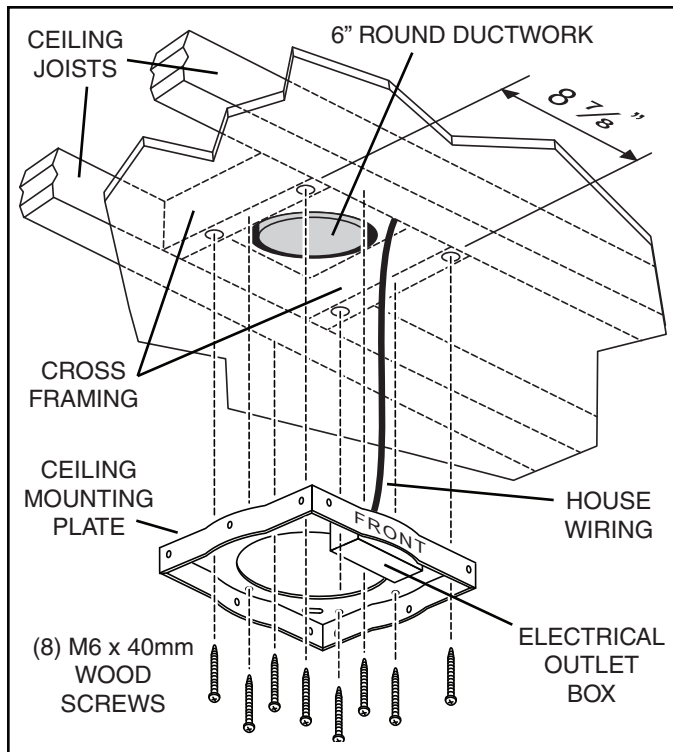 CEILING
JOISTS
6” ROUND DUCTWORK
8 7/8”
CROSS
FRAMING
CEILING
MOUNTING
PLATE
FRONT
HOUSE
WIRING
(8) M6 x 40mm
WOOD
SCREWS
ELECTRICAL
OUTLET
BOX